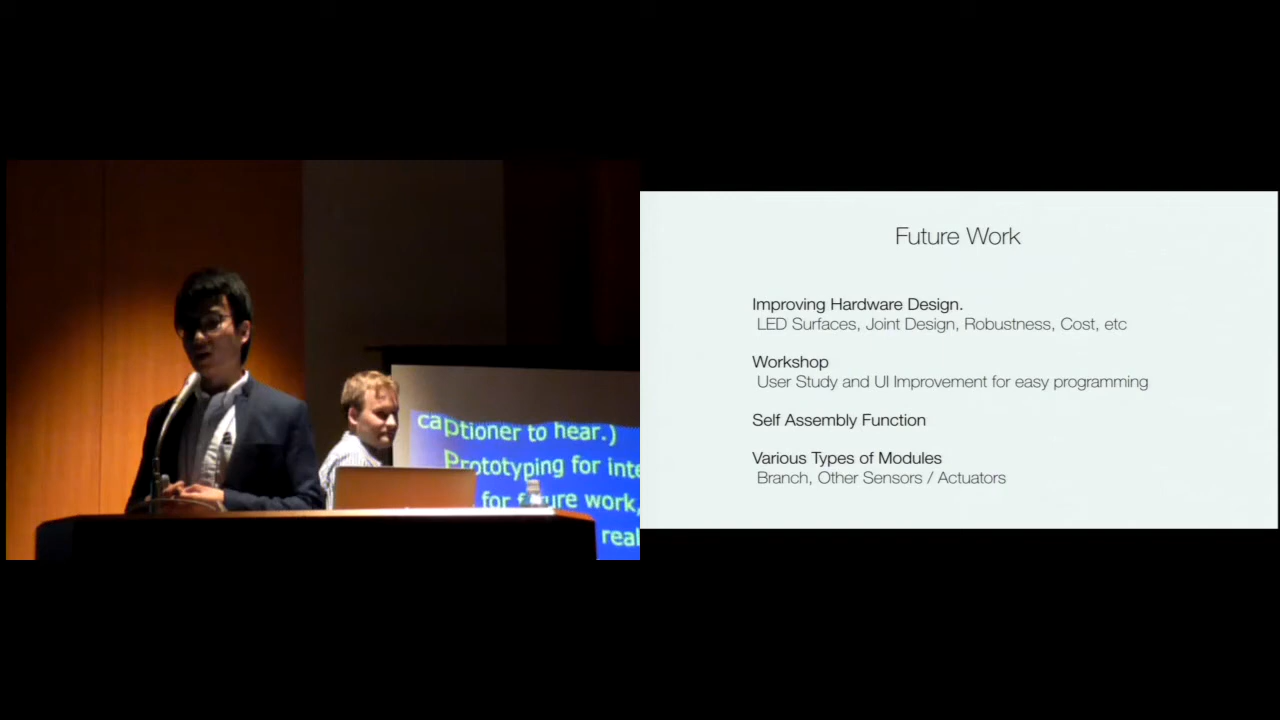 captioner to hear.)
Prototyping for inte
for future work,
real
Future Work
Improving Hardware Design.
LED Surfaces, Joint Design, Robustness, Cost, etc
Workshop
User Study and UI Improvement for easy programming
Self Assembly Function
Various Types of Modules
Branch, Other Sensors / Actuators